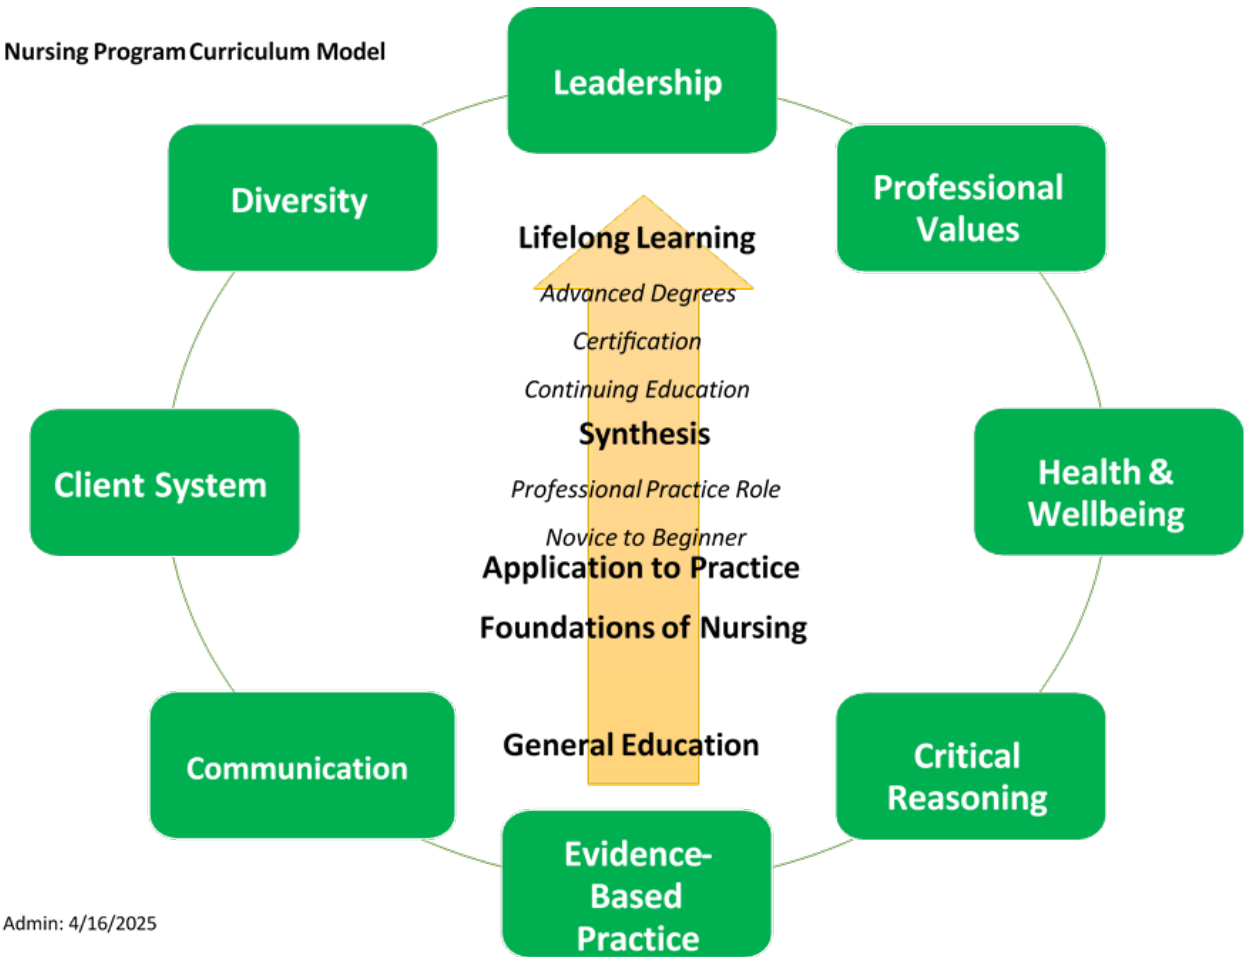 Nursing Program Curriculum Model
Leadership
Diversity
Professional
Values
Lifelong Learning
Advanced Degrees
Certification
Continuing Education
Synthesis
Client System
Health &
Wellbeing
Professional Practice Role
Novice to Beginner
Application to Practice
Foundations of Nursing
General Education
Communication
Critical
Reasoning
Evidence-
Based
Practice
Admin: 4/16/2025